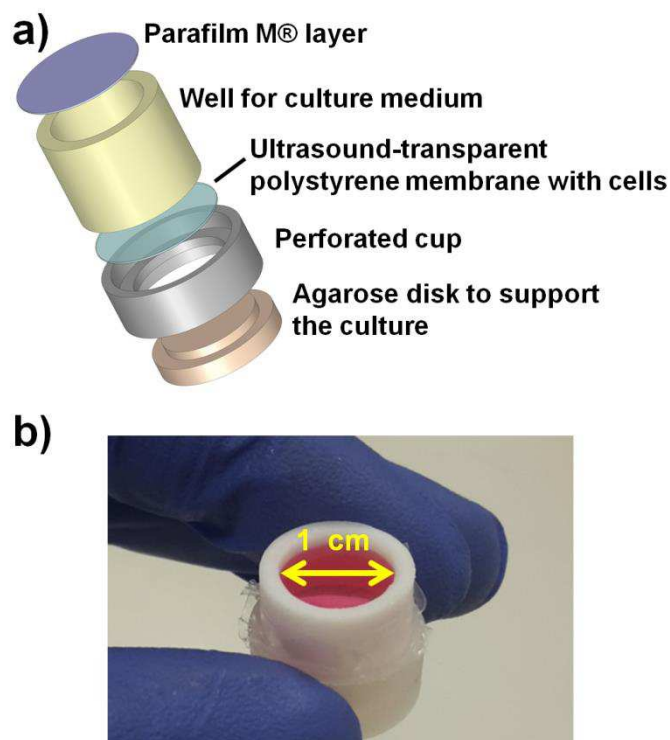 a)
Parafilm M® layer
Well for culture medium
Ultrasound-transparent
polystyrene membrane with cells
Perforated cup
Agarose disk to support
the culture
b)
1 cm